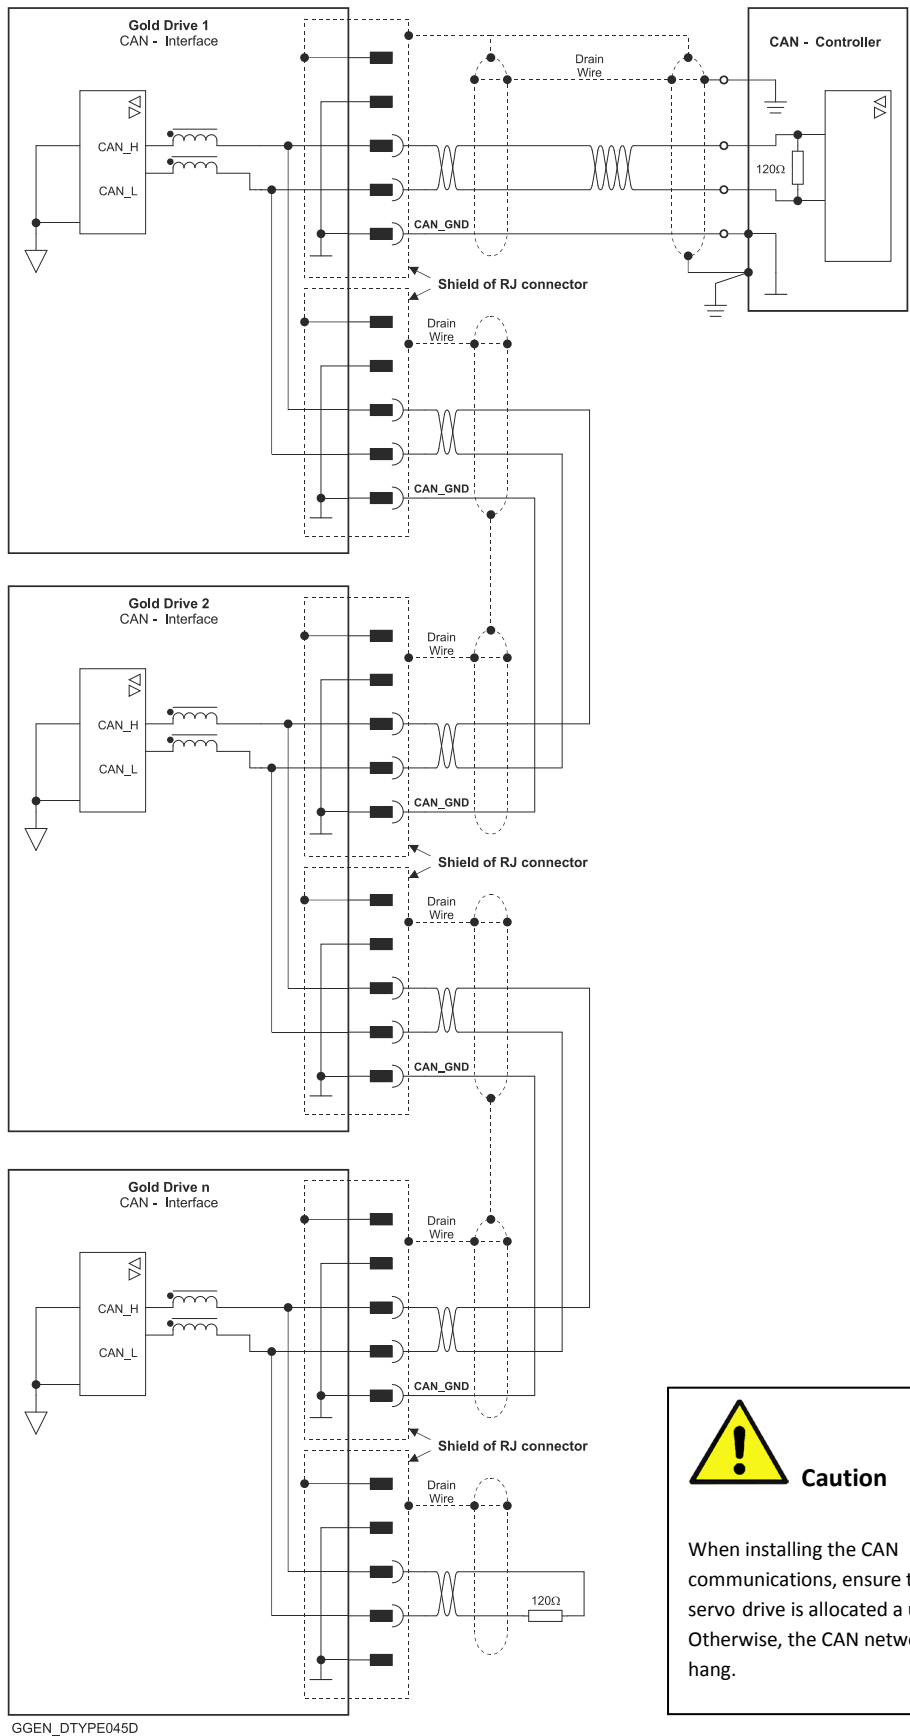 Gold Drive 1
CAN - Interface
CAN - Controller
Drain
Wire
CAN_H
CAN_L
120Ω
CAN_GND
Shield of RJ connector
Drain
Wire
CAN_GND
Gold Drive 2
CAN - Interface
Drain
Wire
CAN_H
CAN_L
CAN_GND
Shield of RJ connector
Drain
Wire
CAN_GND
Gold Drive n
CAN - Interface
Drain
Wire
CAN_H
CAN_L
CAN_GND
Shield of RJ connector
Drain
Wire
120Ω
Caution
When installing the CAN
communications, ensure
servo drive is allocated a
Otherwise, the CAN
hang.
GGEN_DTYPE045D